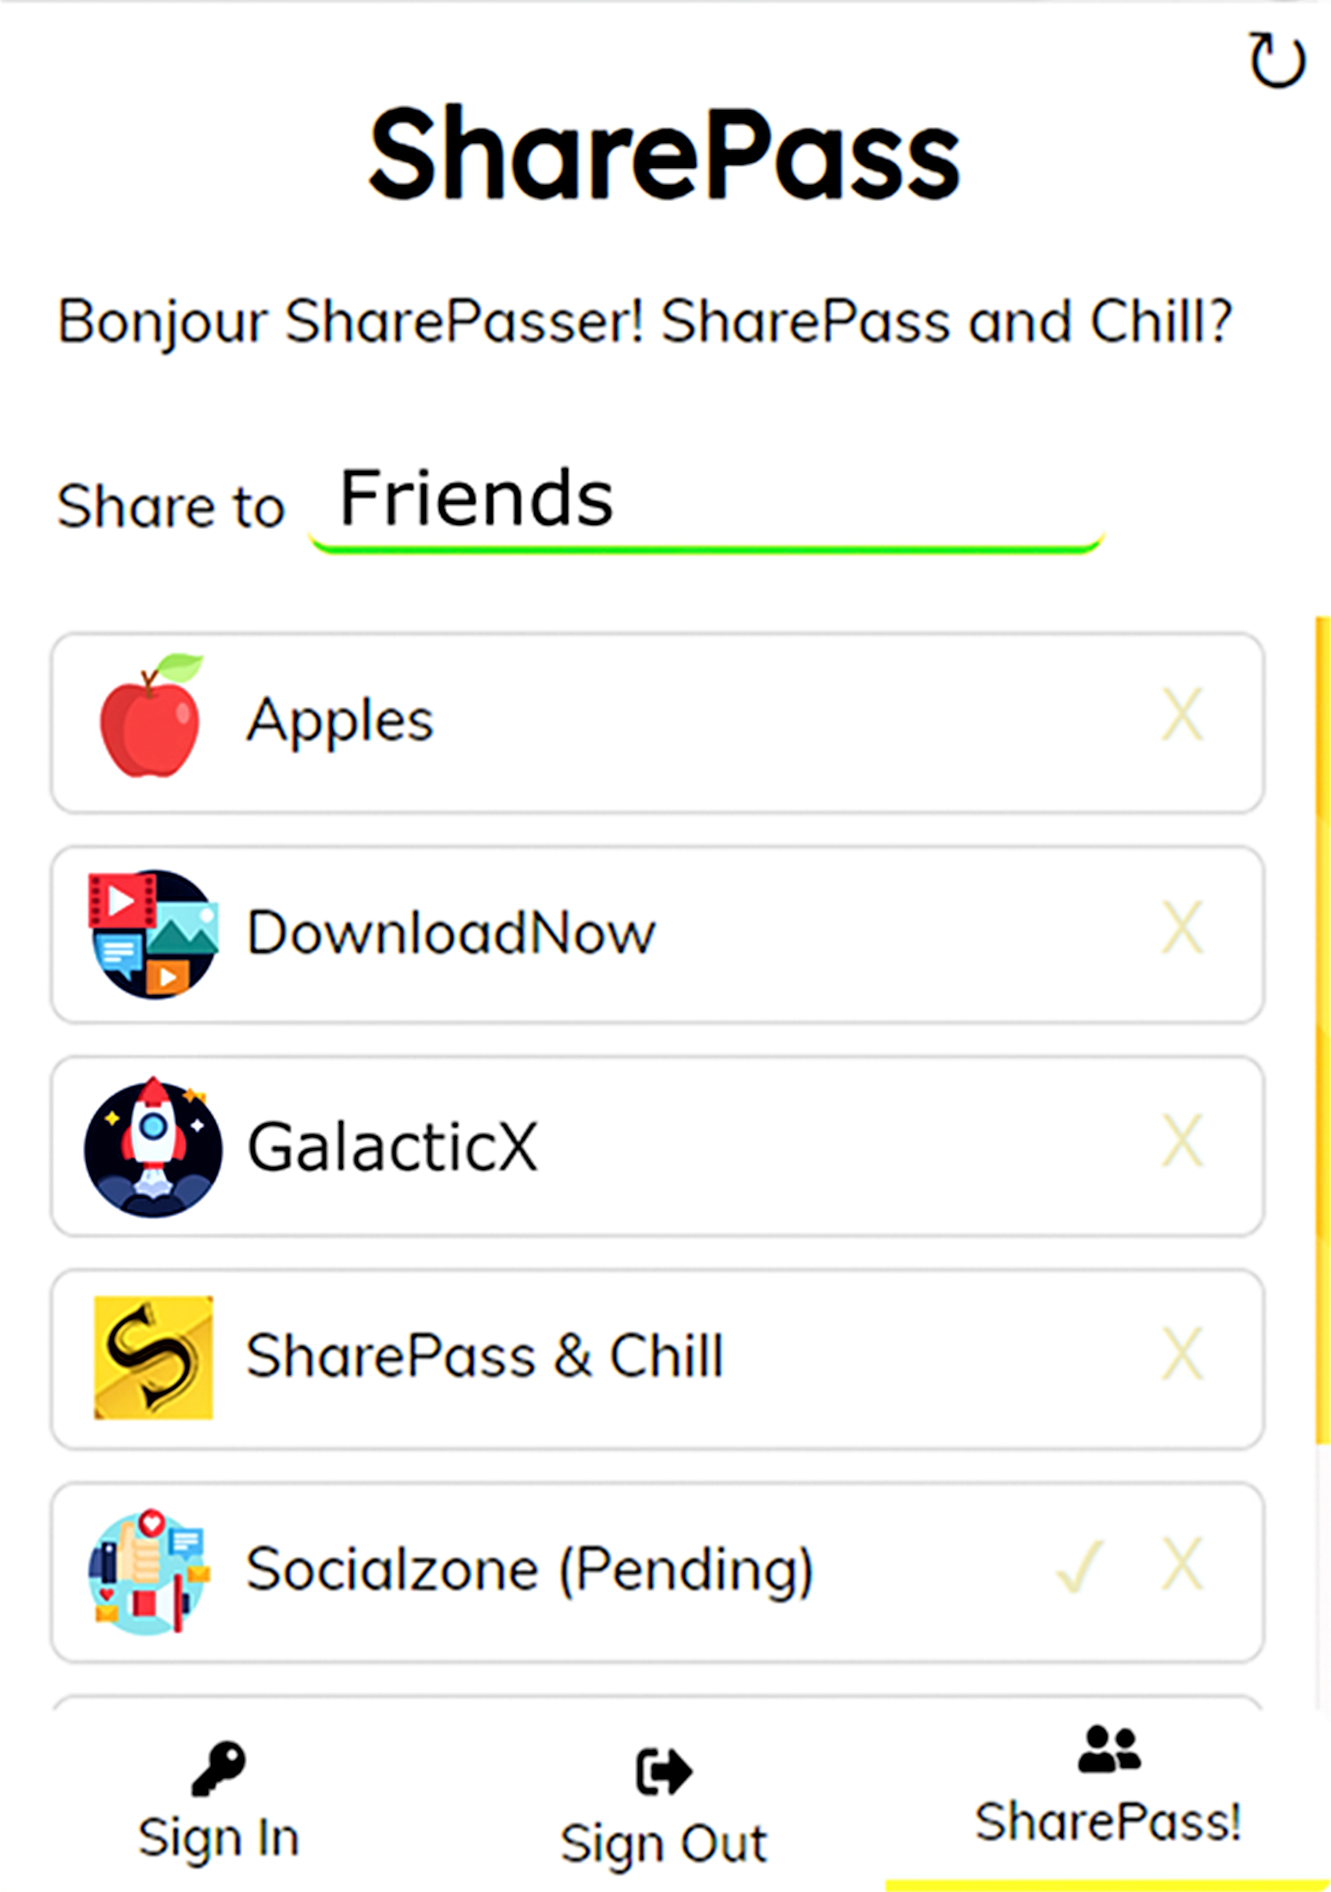 SharePass
Bonjour SharePasser! SharePass and Chill?
Share to Friends
Apples X
DownloadNow X
GalacticX X
SharePass & Chill X
Socialzone (Pending) ✓ X
Sign In
Sign Out
SharePass!